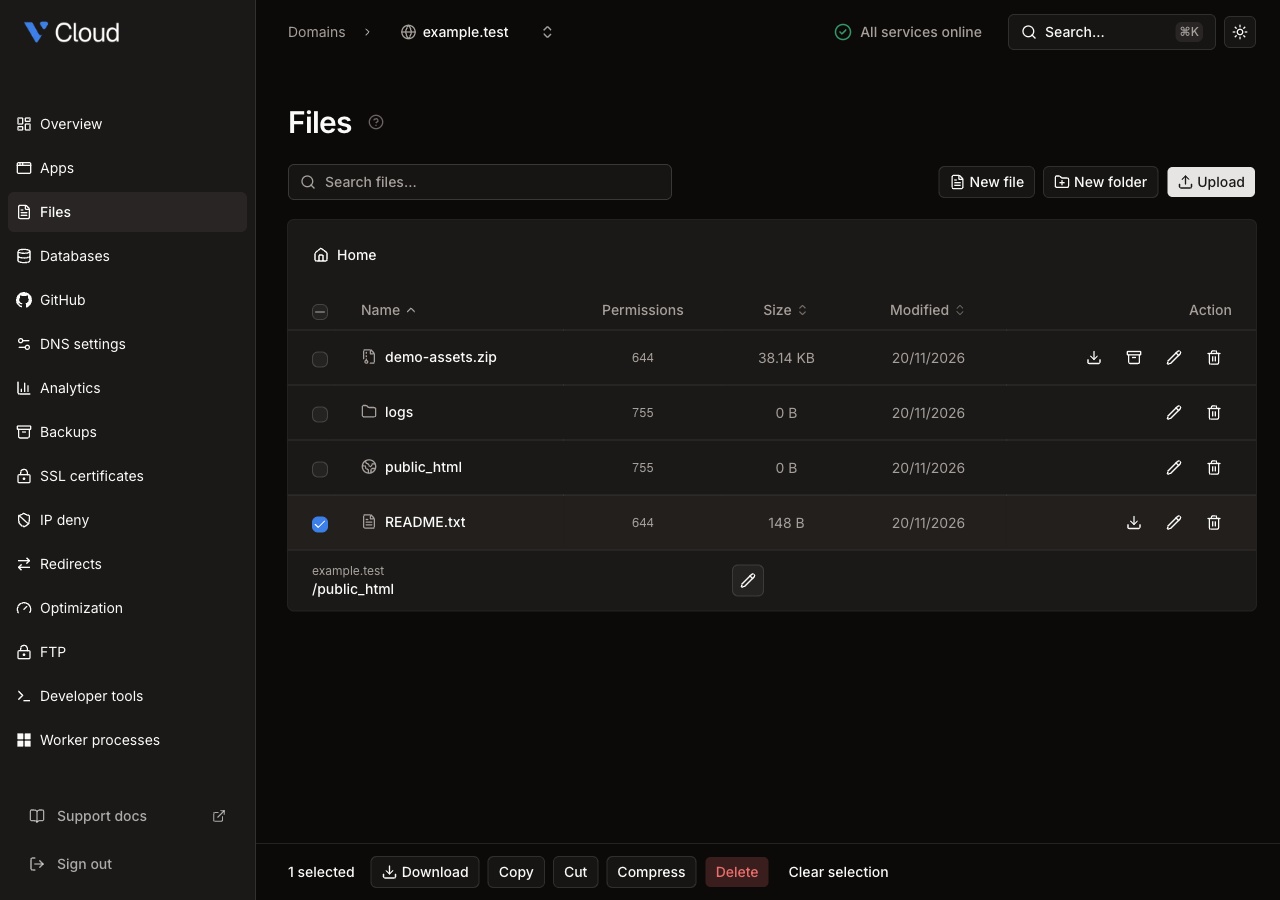 Cloud
Domains
example.test
All services online
Search...
⌘K
Overview
Apps
Files
Databases
GitHub
DNS settings
Analytics
Backups
SSL certificates
IP deny
Redirects
Optimization
FTP
Developer tools
Worker processes
Support docs
Sign out
Files
Search files...
New file
New folder
Upload
Home
Name Permissions Size Modified Action
demo-assets.zip 644 38.14 KB 20/11/2026
logs 755 0 B 20/11/2026
public_html 755 0 B 20/11/2026
README.txt 644 148 B 20/11/2026
example.test
/public_html
1 selected Download Copy Cut Compress Delete Clear selection